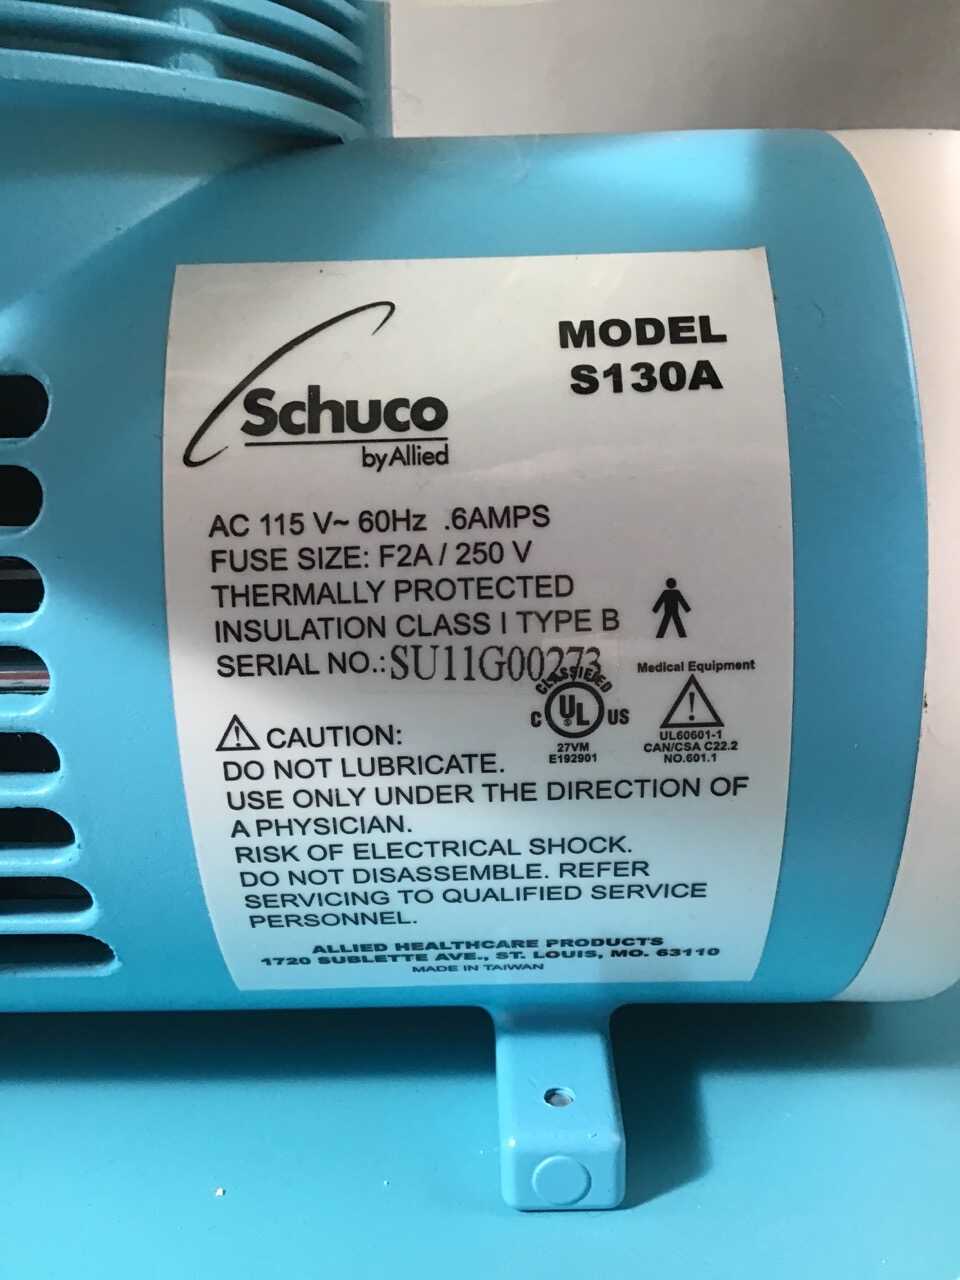 MODEL
S130A
Schuco
by Allied
AC 115 V~ 60Hz .6AMPS
FUSE SIZE: F2A / 250 V
THERMALLY PROTECTED
INSULATION CLASS I TYPE B
SERIAL NO.: SU11G00273
Medical Equipment
CLASSIFIED
C UL US
®
27VM
E192901
UL60601-1
CAN/CSA C22.2
NO.601.1
CAUTION:
DO NOT LUBRICATE.
USE ONLY UNDER THE DIRECTION OF
A PHYSICIAN.
RISK OF ELECTRICAL SHOCK.
DO NOT DISASSEMBLE. REFER
SERVICING TO QUALIFIED SERVICE
PERSONNEL.
ALLIED HEALTHCARE PRODUCTS
1720 SUBLETTE AVE., ST. LOUIS, MO. 63110
MADE IN TAIWAN